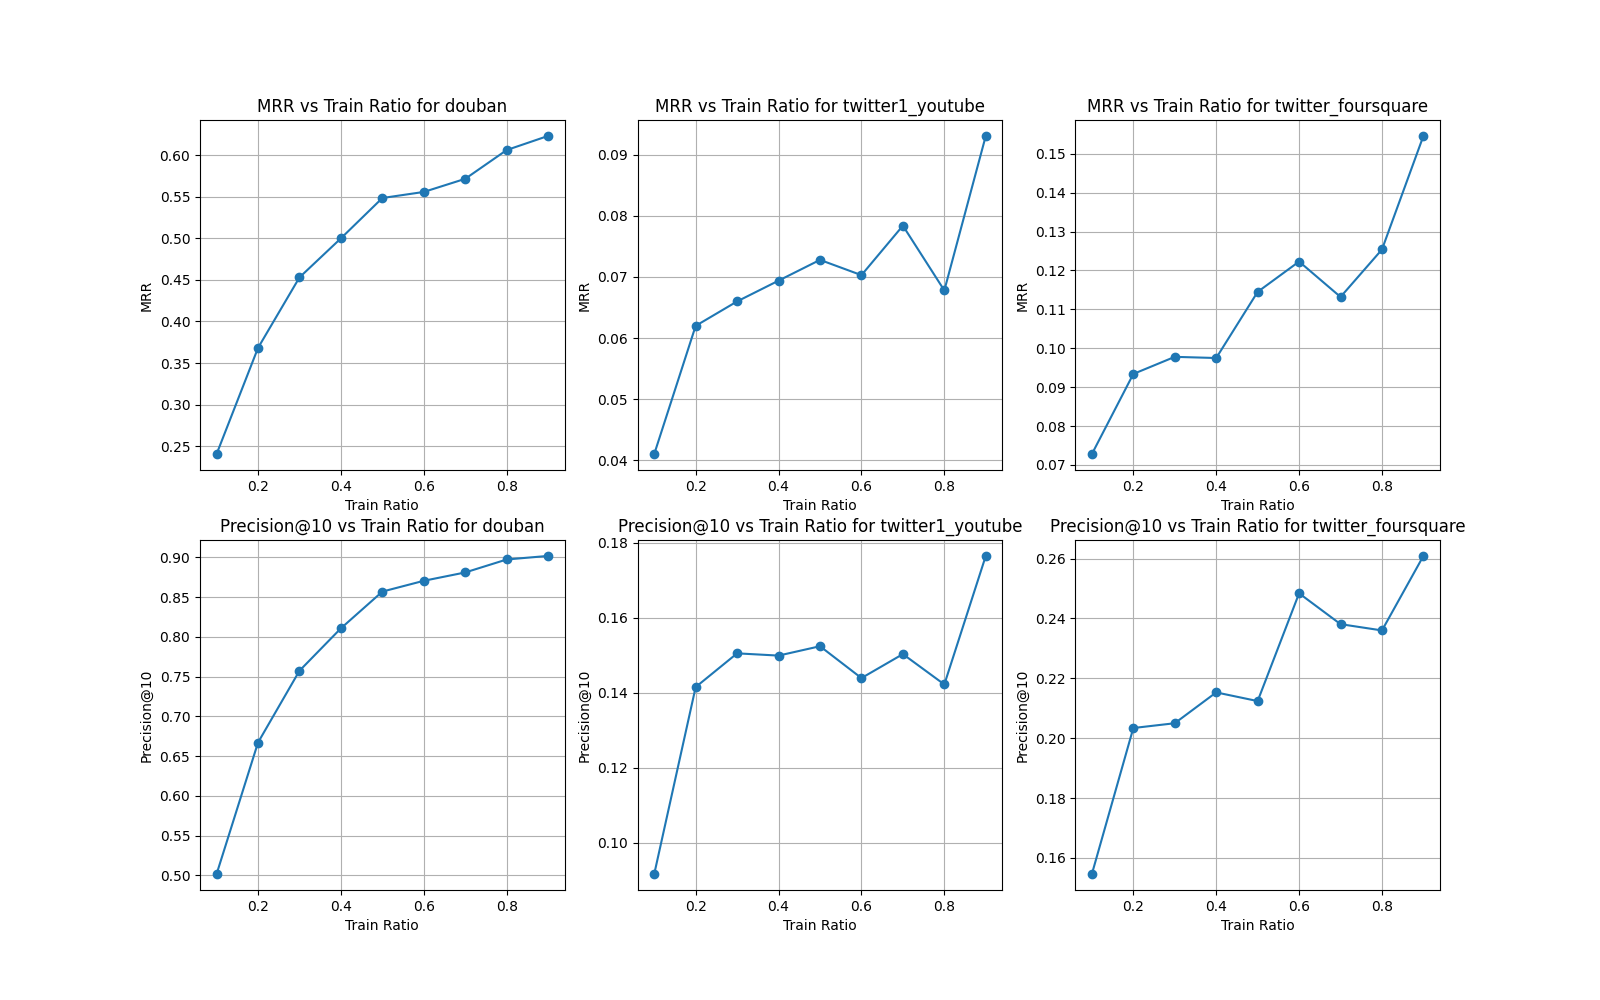 MRR vs Train Ratio for douban
MRR
0.60
0.55
0.50
0.45
0.40
0.35
0.30
0.25
0.2 0.4 0.6 0.8
Train Ratio
MRR vs Train Ratio for twitter1_youtube
MRR
0.09
0.08
0.07
0.06
0.05
0.04
0.2 0.4 0.6 0.8
Train Ratio
MRR vs Train Ratio for twitter_foursquare
MRR
0.15
0.14
0.13
0.12
0.11
0.10
0.09
0.08
0.07
0.2 0.4 0.6 0.8
Train Ratio
Precision@10 vs Train Ratio for douban
Precision@10
0.90
0.85
0.80
0.75
0.70
0.65
0.60
0.55
0.50
0.2 0.4 0.6 0.8
Train Ratio
Precision@10 vs Train Ratio for twitter1_youtube
Precision@10
0.18
0.16
0.14
0.12
0.10
0.2 0.4 0.6 0.8
Train Ratio
Precision@10 vs Train Ratio for twitter_foursquare
Precision@10
0.26
0.24
0.22
0.20
0.18
0.16
0.2 0.4 0.6 0.8
Train Ratio